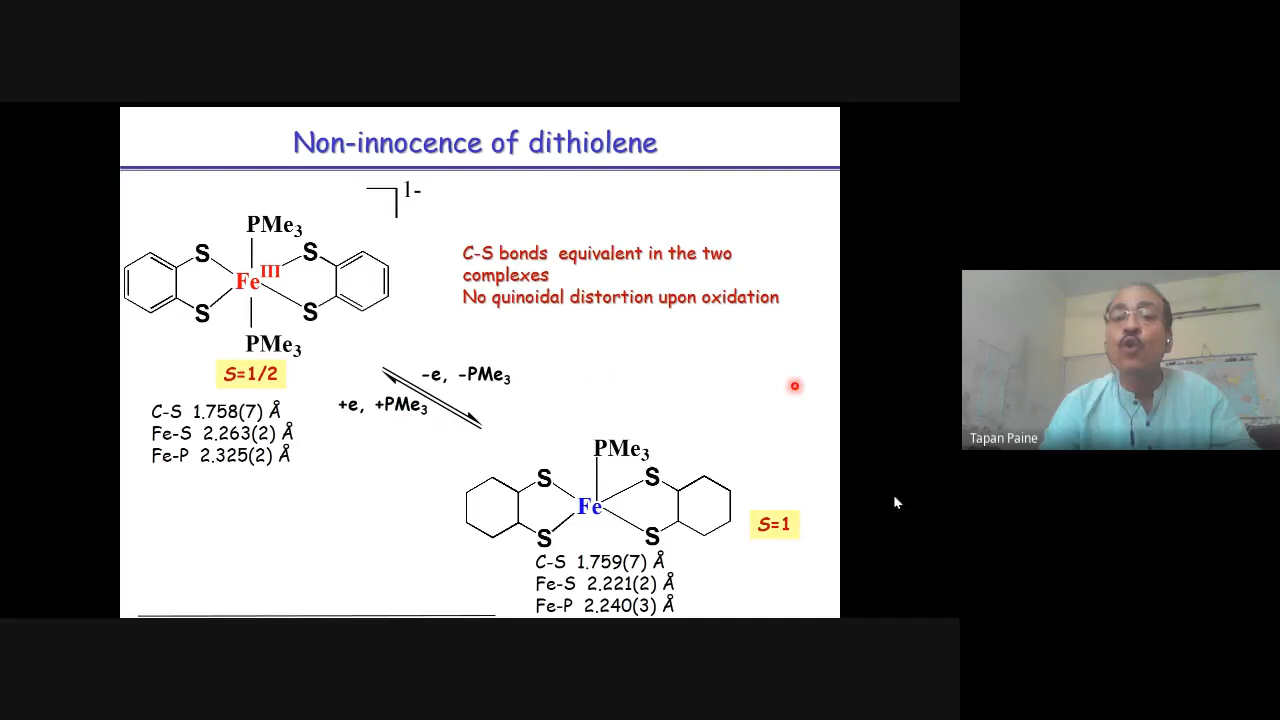 Non-innocence of dithiolene
1-
PMe3
S
S
Fe III
S
S
PMe3
S=1/2
C-S bonds equivalent in the two
complexes
No quinoidal distortion upon oxidation
-e, -PMe3
+e, +PMe3
C-S 1.758(7) Å
Fe-S 2.263(2) Å
Fe-P 2.325(2) Å
PMe3
S
S
Fe
S
S
S=1
C-S 1.759(7) Å
Fe-S 2.221(2) Å
Fe-P 2.240(3) Å
Tapan Paine